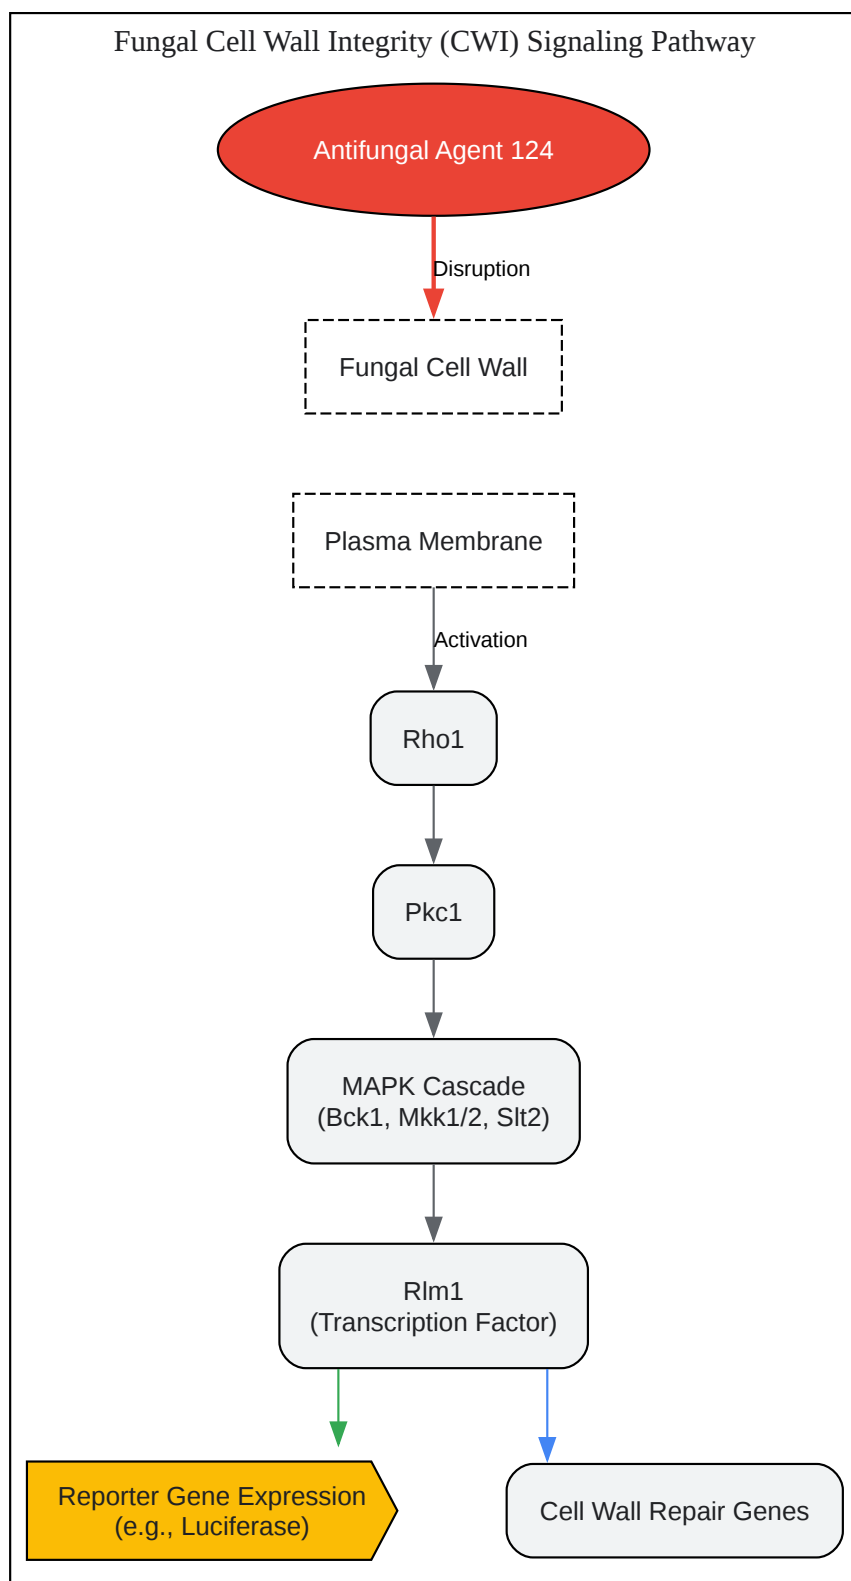 Fungal Cell Wall Integrity (CWI) Signaling Pathway
Antifungal Agent 124
Disruption
Fungal Cell Wall
Plasma Membrane
Activation
Rho1
Pkc1
MAPK Cascade
(Bck1, Mkk1/2, Slt2)
Rlm1
(Transcription Factor)
Reporter Gene Expression
(e.g., Luciferase)
Cell Wall Repair Genes